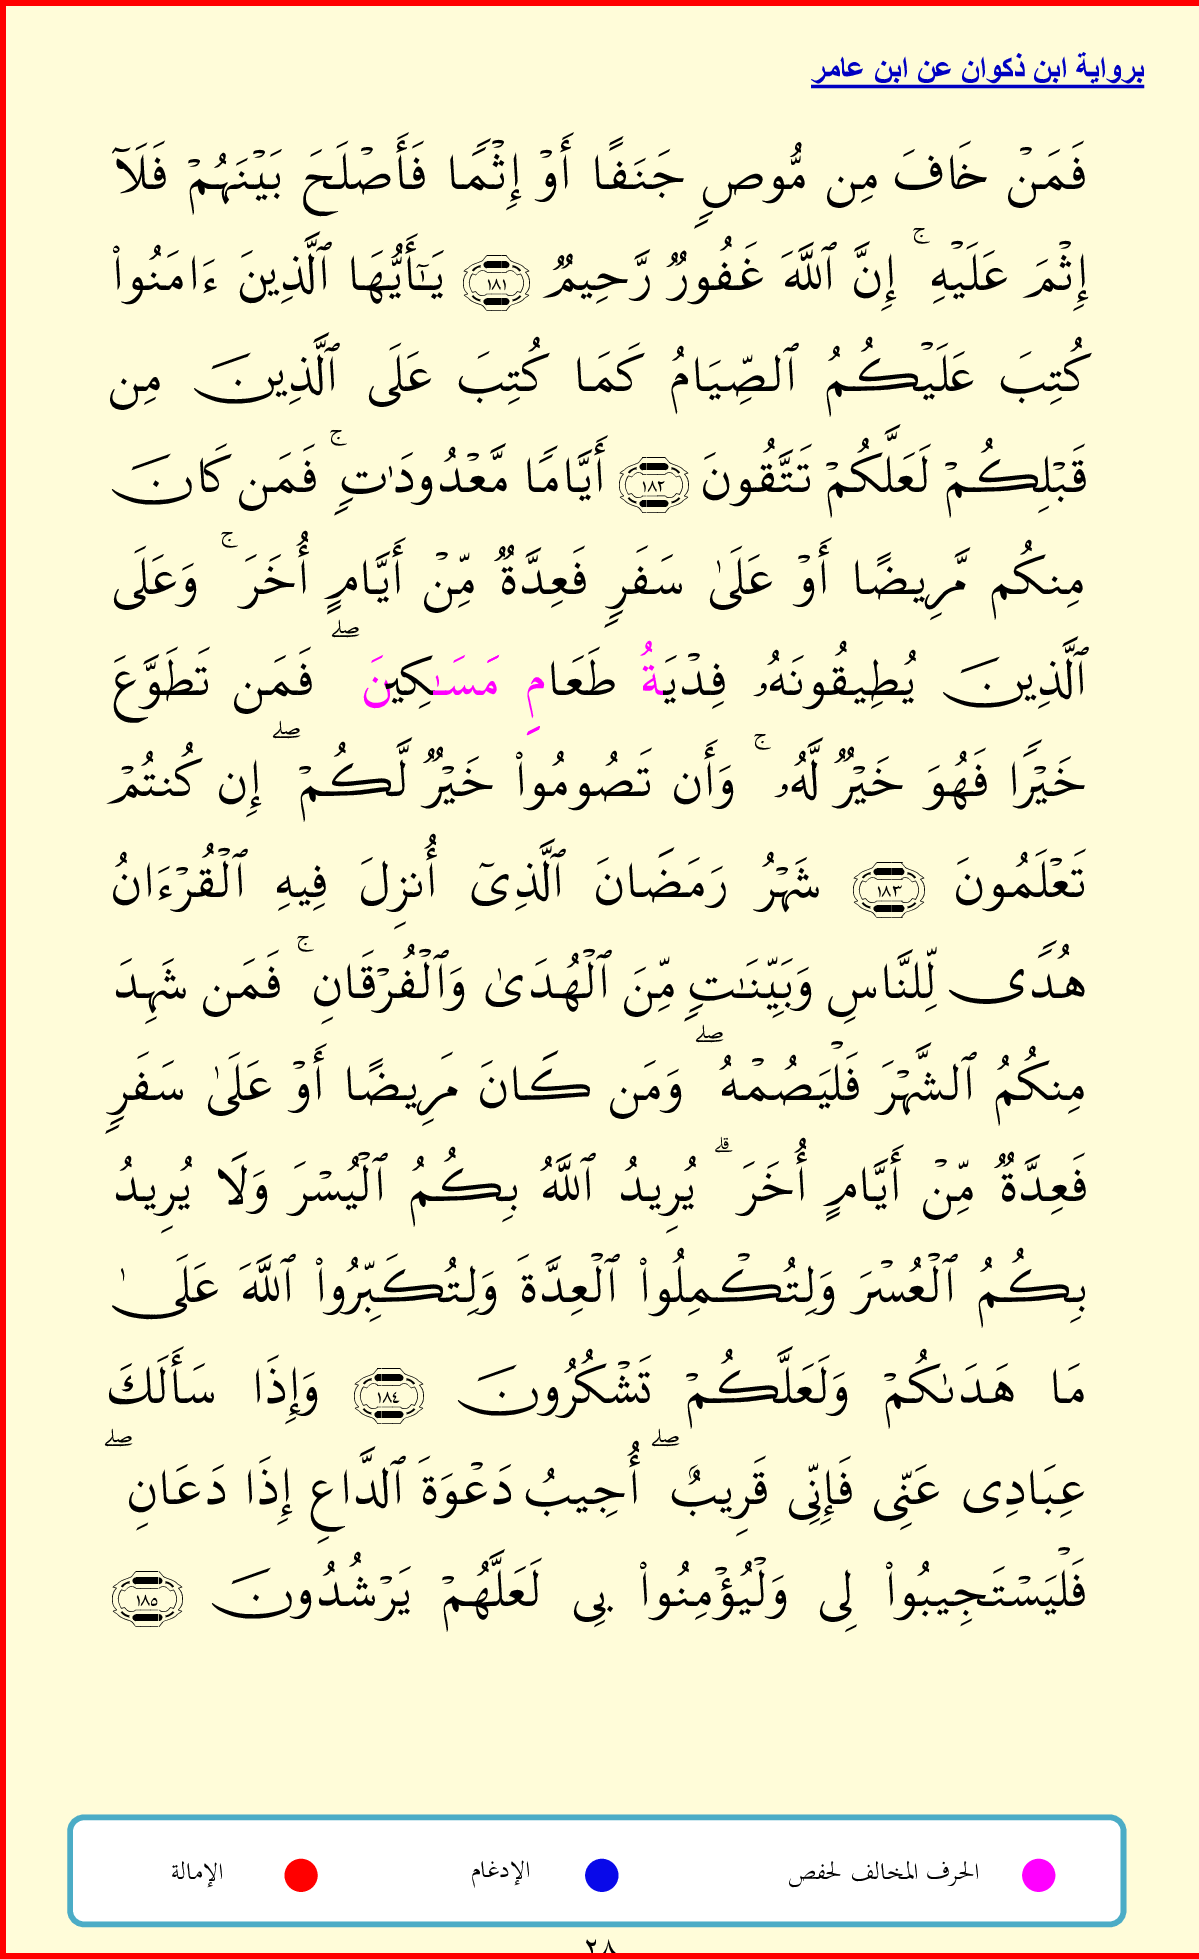 برواية ابن ذكوان عن ابن عامر
فَمَنۡ خَافَ مِن مُّوصٖ جَنَفًا أَوۡ إِثۡمٗا فَأَصۡلَحَ بَيۡنَهُمۡ فَلَآ
إِثۡمَ عَلَيۡهِۚ إِنَّ ٱللَّهَ غَفُورٞ رَّحِيمٞ ١٨١ يَـٰٓأَيُّهَا ٱلَّذِينَ ءَامَنُواْ
كُتِبَ عَلَيۡكُمُ ٱلصِّيَامُ كَمَا كُتِبَ عَلَى ٱلَّذِينَ مِن
قَبۡلِكُمۡ لَعَلَّكُمۡ تَتَّقُونَ ١٨٢ أَيَّامٗا مَّعۡدُودَٰتٖۚ فَمَن كَانَ
مِنكُم مَّرِيضًا أَوۡ عَلَىٰ سَفَرٖ فَعِدَّةٞ مِّنۡ أَيَّامٍ أُخَرَۚ وَعَلَى
ٱلَّذِينَ يُطِيقُونَهُۥ فِدۡيَةُ طَعَامِ مَسَـٰكِينَۖ فَمَن تَطَوَّعَ
خَيۡرٗا فَهُوَ خَيۡرٞ لَّهُۥۚ وَأَن تَصُومُواْ خَيۡرٞ لَّكُمۡۖ إِن كُنتُمۡ
تَعۡلَمُونَ ١٨٣ شَهۡرُ رَمَضَانَ ٱلَّذِيٓ أُنزِلَ فِيهِ ٱلۡقُرۡءَانُ
هُدٗى لِّلنَّاسِ وَبَيِّنَٰتٖ مِّنَ ٱلۡهُدَىٰ وَٱلۡفُرۡقَانِۚ فَمَن شَهِدَ
مِنكُمُ ٱلشَّهۡرَ فَلۡيَصُمۡهُۖ وَمَن كَانَ مَرِيضًا أَوۡ عَلَىٰ سَفَرٖ
فَعِدَّةٞ مِّنۡ أَيَّامٍ أُخَرَۗ يُرِيدُ ٱللَّهُ بِكُمُ ٱلۡيُسۡرَ وَلَا يُرِيدُ
بِكُمُ ٱلۡعُسۡرَ وَلِتُكۡمِلُواْ ٱلۡعِدَّةَ وَلِتُكَبِّرُواْ ٱللَّهَ عَلَىٰ
مَا هَدَىٰكُمۡ وَلَعَلَّكُمۡ تَشۡكُرُونَ ١٨٤ وَإِذَا سَأَلَكَ
عِبَادِي عَنِّي فَإِنِّي قَرِيبٌۖ أُجِيبُ دَعۡوَةَ ٱلدَّاعِ إِذَا دَعَانِۖ
فَلۡيَسۡتَجِيبُواْ لِي وَلۡيُؤۡمِنُواْ بِي لَعَلَّهُمۡ يَرۡشُدُونَ ١٨٥
الحرف المخالف لحفص الإدغام الإمالة
٢٨